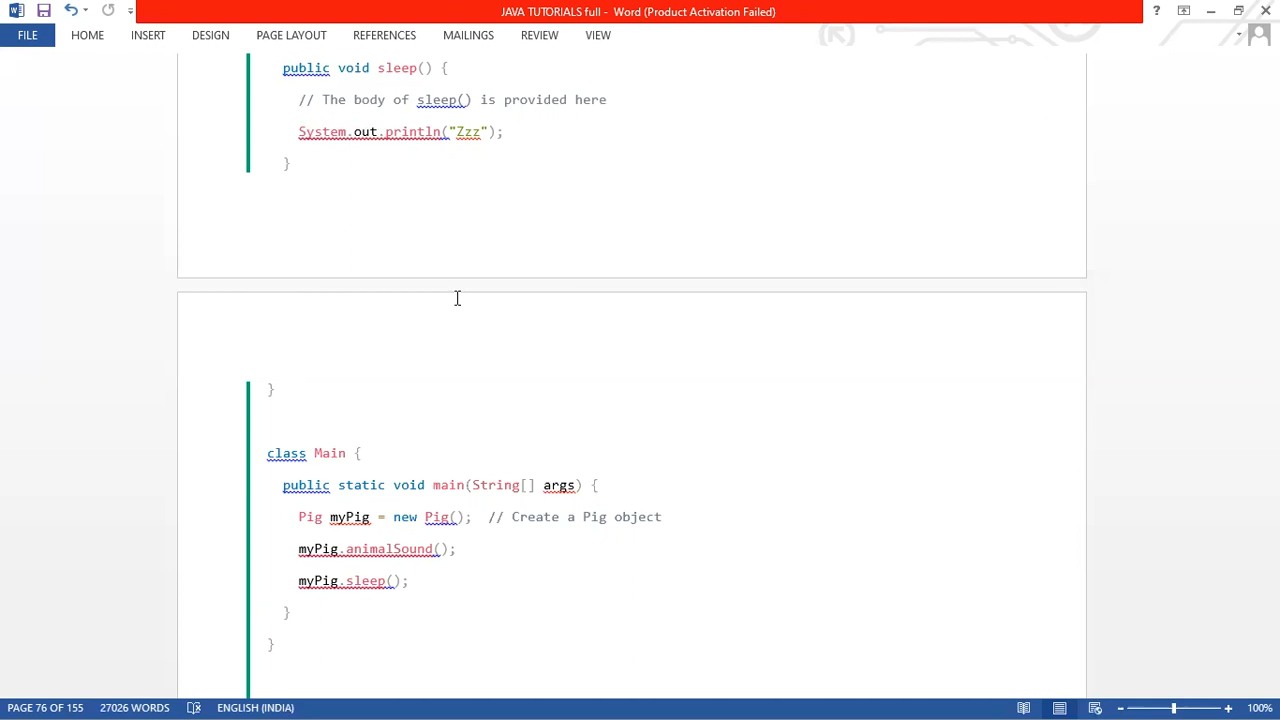 JAVA TUTORIALS full - Word (Product Activation Failed)
?
FILE HOME INSERT DESIGN PAGE LAYOUT REFERENCES MAILINGS REVIEW VIEW
public void sleep() {
// The body of sleep() is provided here
System.out.println("Zzz");
}
}
class Main {
public static void main(String[] args) {
Pig myPig = new Pig();  // Create a Pig object
myPig.animalSound();
myPig.sleep();
}
}
PAGE 76 OF 155 27026 WORDS ENGLISH (INDIA) 100%